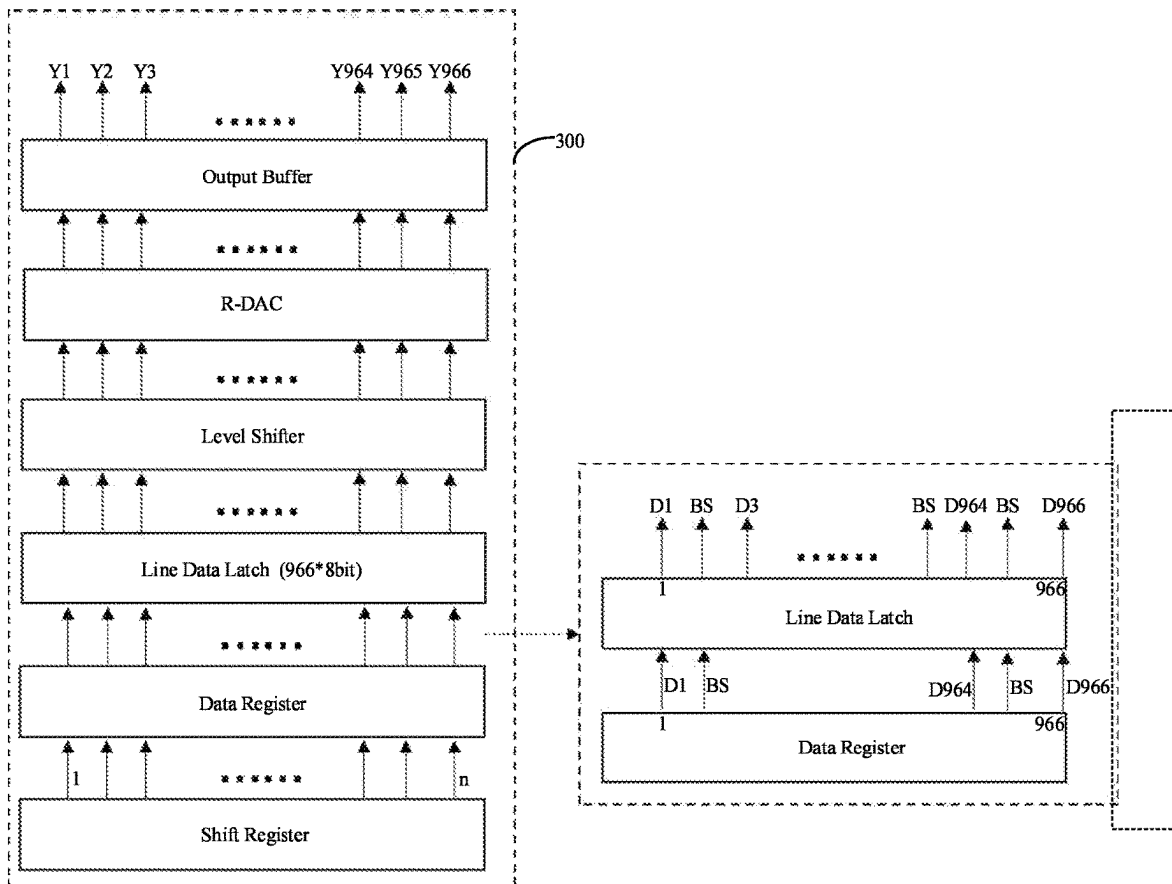 Y1 Y2 Y3 Y964 Y965 Y966
300
Output Buffer
R-DAC
Level Shifter
Line Data Latch (966*8bit)
Data Register
1 n
Shift Register
D1 BS D3 BS D964 BS D966
1 966
Line Data Latch
D1 BS D964 BS D966
1 966
Data Register